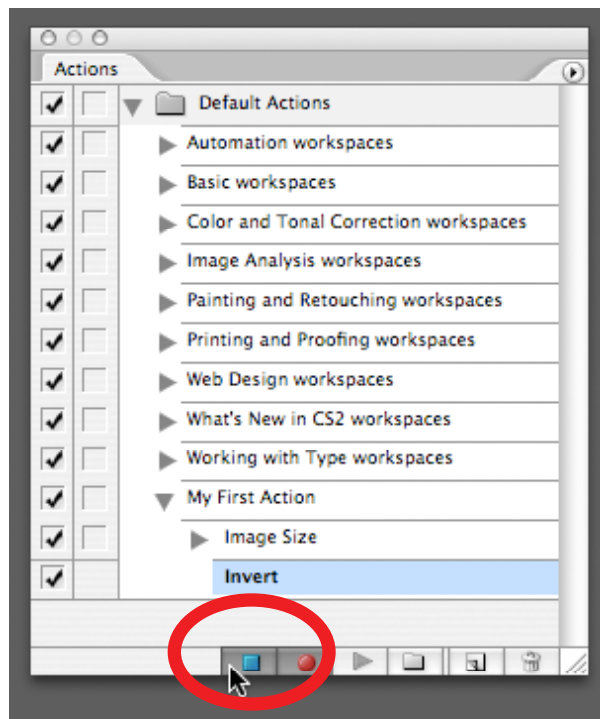 Actions
Default Actions
Automation workspaces
Basic workspaces
Color and Tonal Correction workspaces
Image Analysis workspaces
Painting and Retouching workspaces
Printing and Proofing workspaces
Web Design workspaces
What's New in CS2 workspaces
Working with Type workspaces
My First Action
Image Size
Invert